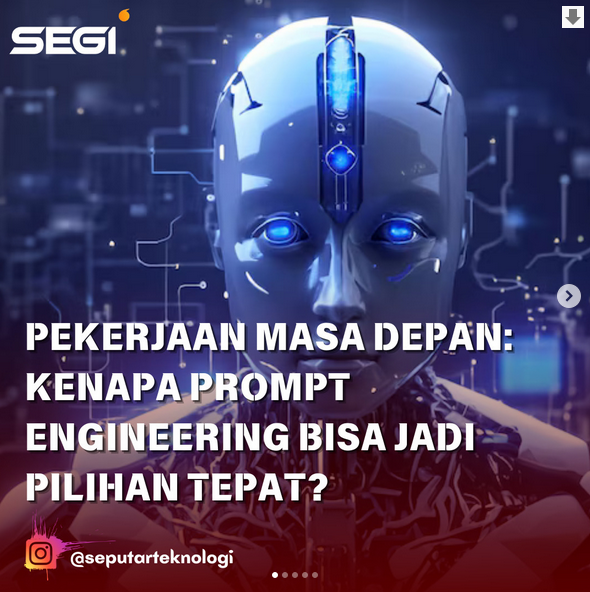 SEGI
PEKERJAAN MASA DEPAN:
KENAPA PROMPT
ENGINEERING BISA JADI
PILIHAN TEPAT?
@seputarteknologi